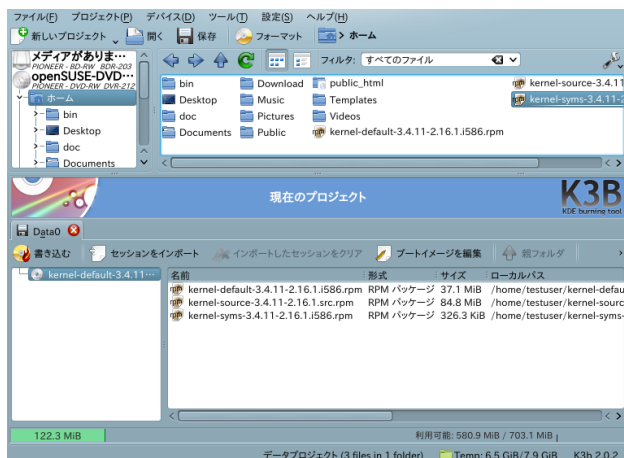 ファイル(F) プロジェクト(P) デバイス(D) ツール(T) 設定(S) ヘルプ(H)
新しいプロジェクト 開く 保存 フォーマット > ホーム
メディアがありま…
PIONEER - BD-RW BDR-203
openSUSE-DVD…
PIONEER - DVD-RW DVR-212
ホーム
bin
Desktop
doc
Documents
フィルタ: すべてのファイル
bin Download public_html kernel-source-3.4.11
Desktop Music Templates kernel-syms-3.4.11-2
doc Pictures Videos
Documents Public kernel-default-3.4.11-2.16.1.i586.rpm
現在のプロジェクト
K3B
KDE burning tool
Data0
書き込む セッションをインポート インポートしたセッションをクリア ブートイメージを編集 親フォルダ
kernel-default-3.4.11…
名前 形式 サイズ ローカルパス
kernel-default-3.4.11-2.16.1.i586.rpm RPM パッケージ 37.1 MiB /home/testuser/kernel-defau
kernel-source-3.4.11-2.16.1.src.rpm RPM パッケージ 84.8 MiB /home/testuser/kernel-sourc
kernel-syms-3.4.11-2.16.1.i586.rpm RPM パッケージ 326.3 KiB /home/testuser/kernel-syms-
122.3 MiB 利用可能: 580.9 MiB / 703.1 MiB
データプロジェクト (3 files in 1 folder) Temp: 6.5 GiB/7.9 GiB K3b 2.0.2